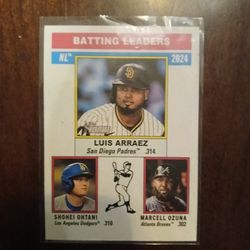 BATTING LEADERS
NL
2024
LUIS ARRAEZ
San Diego Padres .314
SHOHEI OHTANI
Los Angeles Dodgers .310
MARCELL OZUNA
Atlanta Braves .302